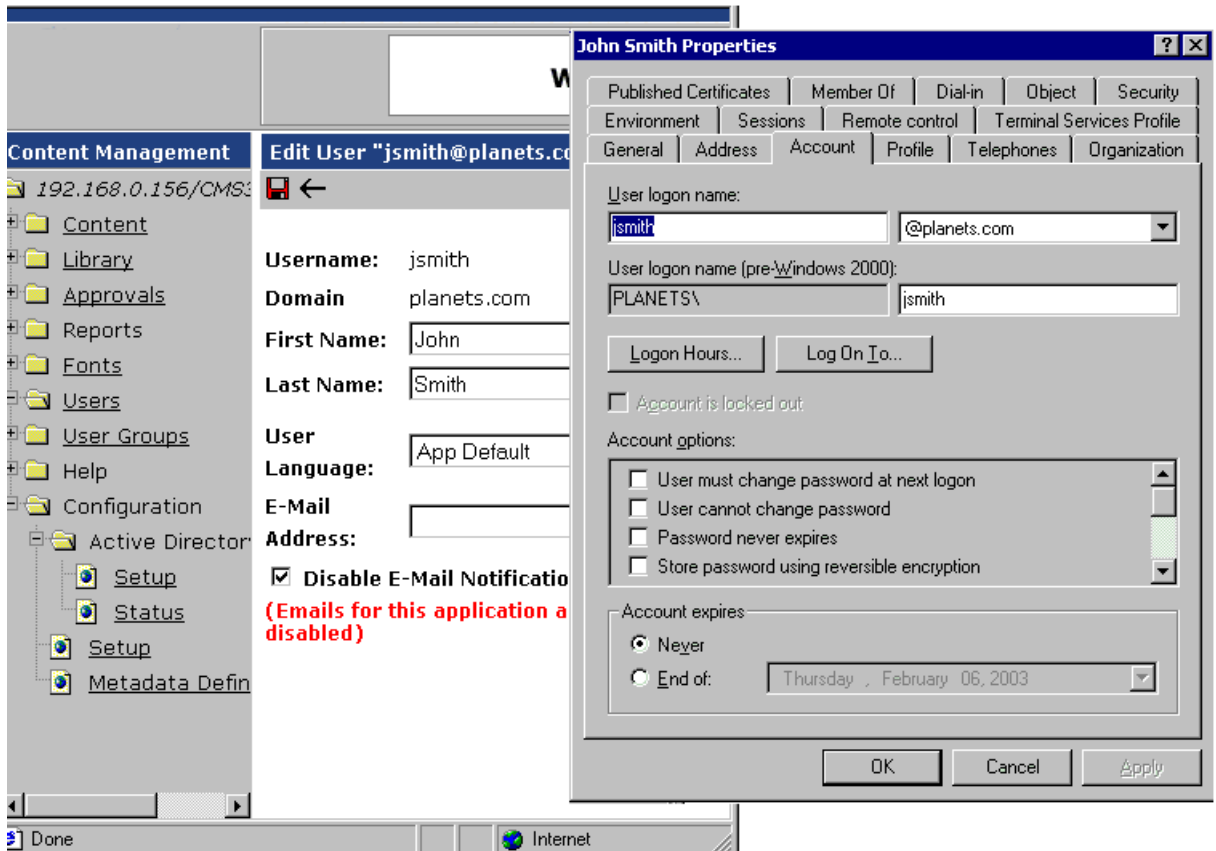 W
Content Management
192.168.0.156/CMS3
Content
Library
Approvals
Reports
Fonts
Users
User Groups
Help
Configuration
Active Director
Setup
Status
Setup
Metadata Defin
Edit User "jsmith@planets.co
Username: jsmith
Domain planets.com
First Name: John
Last Name: Smith
User
Language: App Default
E-Mail
Address:
Disable E-Mail Notificatio
(Emails for this application a
disabled)
Done
Internet
John Smith Properties
Published Certificates Member Of Dial-in Object Security
Environment Sessions Remote control Terminal Services Profile
General Address Account Profile Telephones Organization
User logon name:
jsmith @planets.com
User logon name (pre-Windows 2000):
PLANETS\ jsmith
Logon Hours... Log On To...
Account is locked out
Account options:
User must change password at next logon
User cannot change password
Password never expires
Store password using reversible encryption
Account expires
Never
End of: Thursday , February 06, 2003
OK Cancel Apply